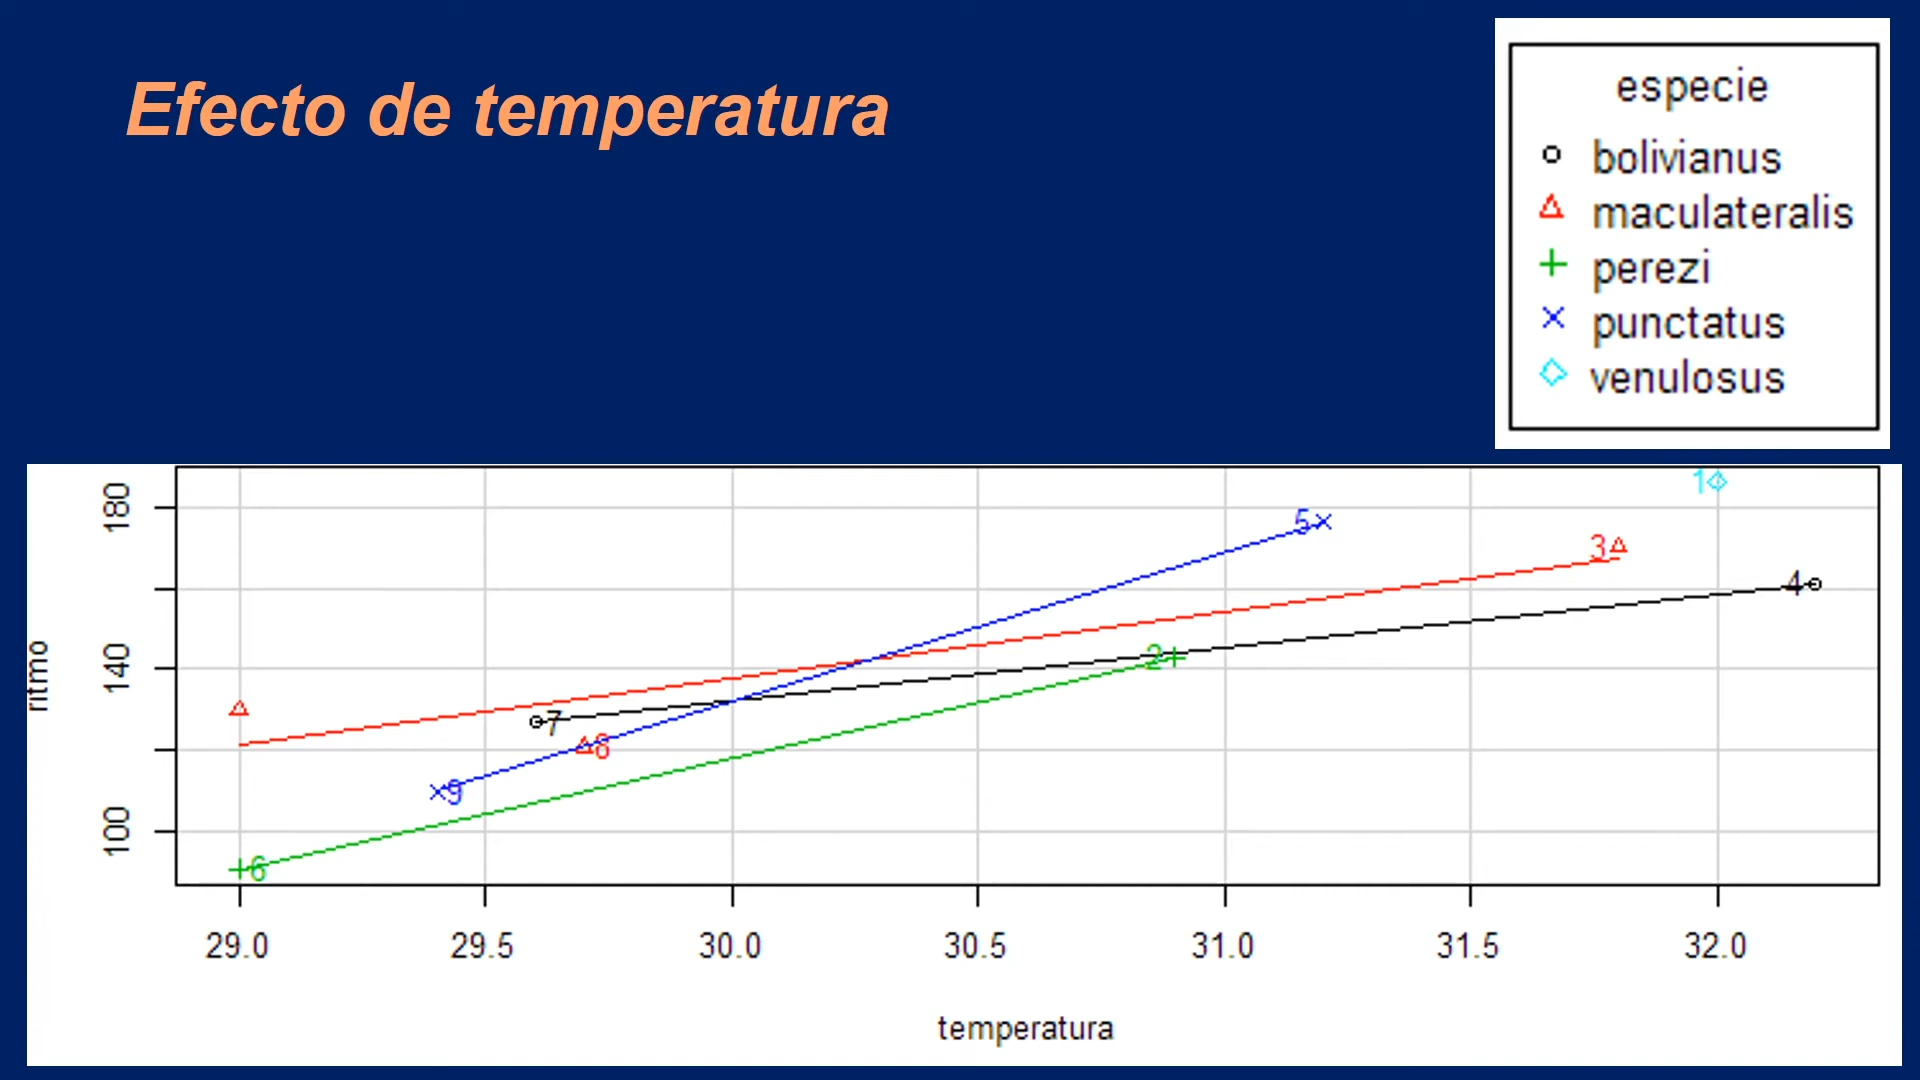 Efecto de temperatura
especie
bolivianus
maculateralis
perezi
punctatus
venulosus
180
140
100
ritmo
1
5
3
4
2
7
8
9
6
29.0 29.5 30.0 30.5 31.0 31.5 32.0
temperatura